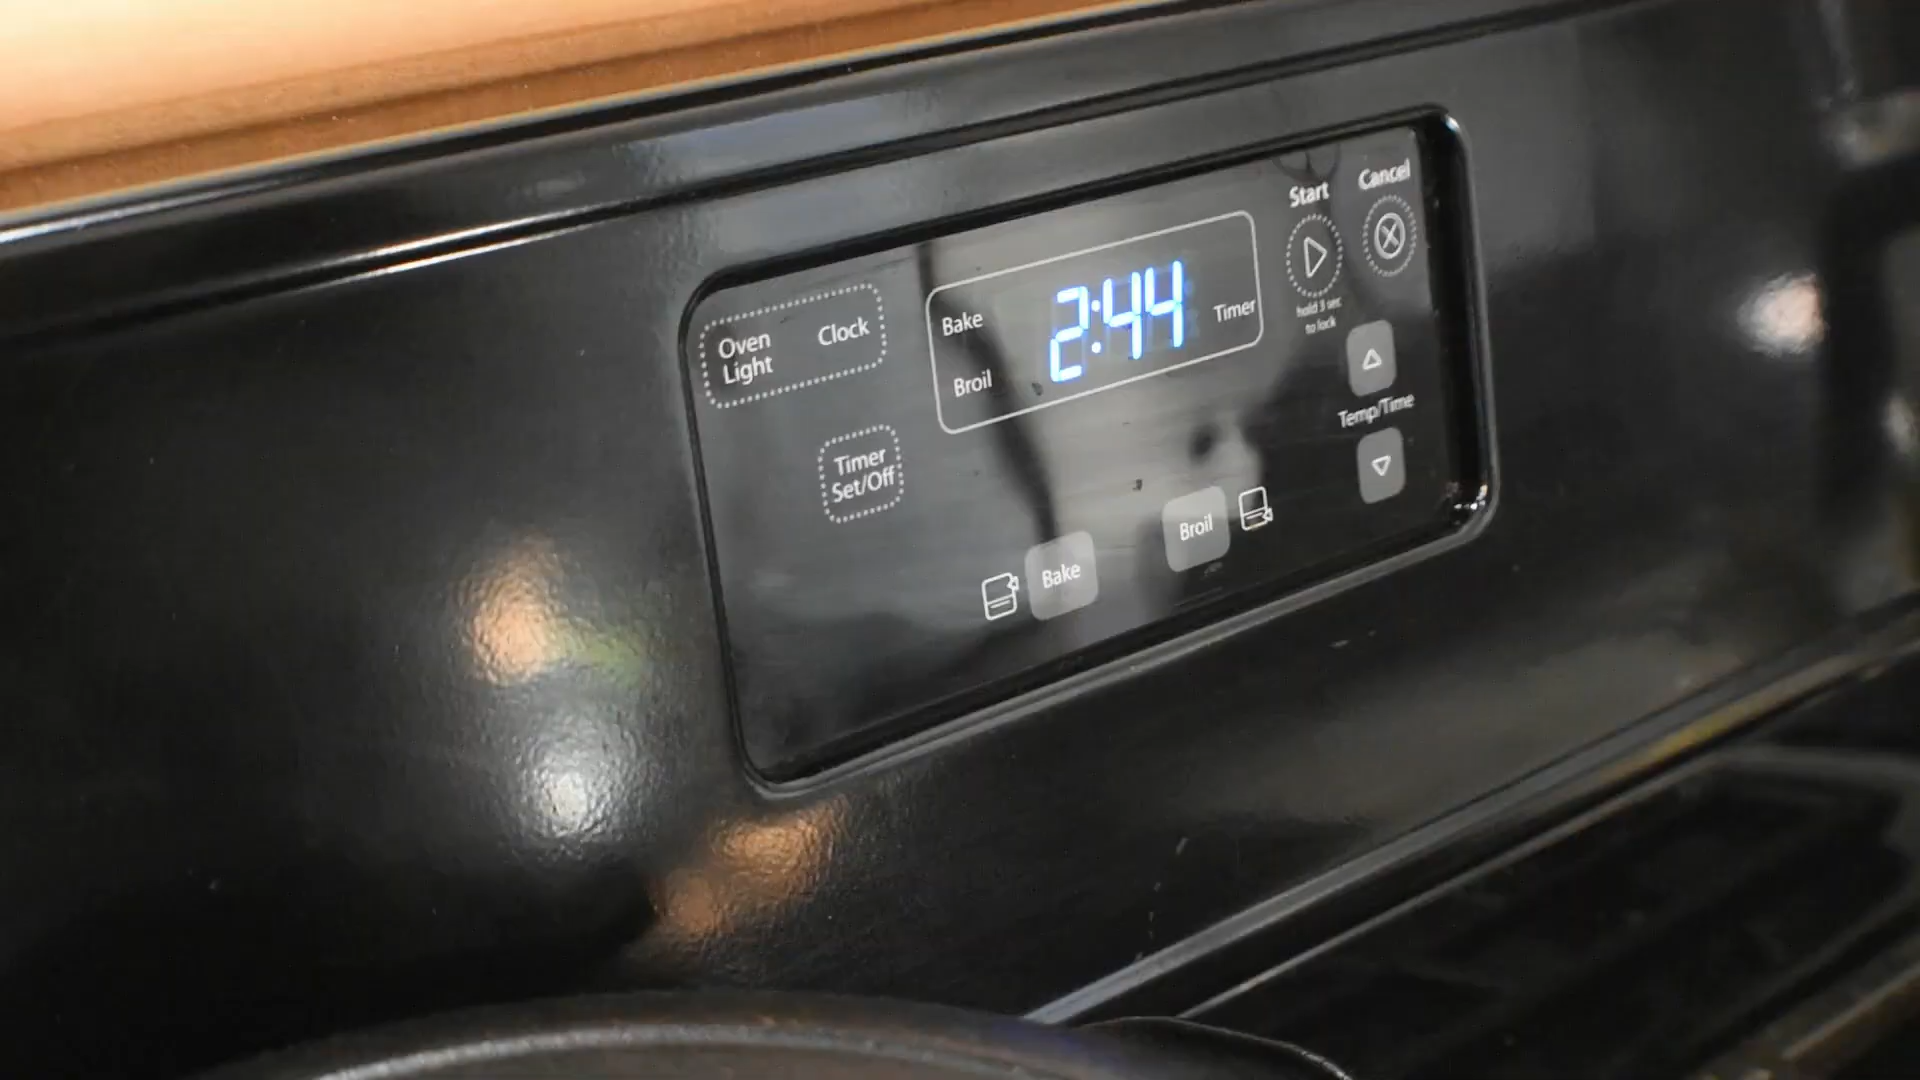 Start
Cancel
hold 3 sec
to lock
Oven
Light
Clock
Bake
2:44
Timer
Broil
Temp/Time
Timer
Set/Off
Bake
Broil